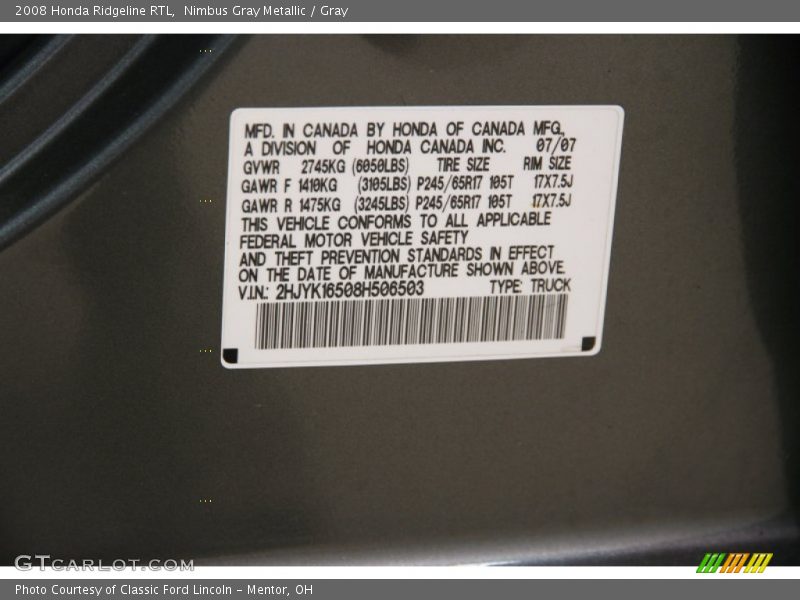 2008 Honda Ridgeline RTL, Nimbus Gray Metallic / Gray
MFD. IN CANADA BY HONDA OF CANADA MFG.,
A DIVISION OF HONDA CANADA INC. 07/07
GVWR 2745KG (6050LBS) TIRE SIZE RIM SIZE
GAWR F 1410KG (3105LBS) P245/65R17 105T 17X7.5J
GAWR R 1475KG (3245LBS) P245/65R17 105T 17X7.5J
THIS VEHICLE CONFORMS TO ALL APPLICABLE
FEDERAL MOTOR VEHICLE SAFETY
AND THEFT PREVENTION STANDARDS IN EFFECT
ON THE DATE OF MANUFACTURE SHOWN ABOVE.
V.I.N.: 2HJYK16508H506503 TYPE: TRUCK
GTCARLOT.COM
Photo Courtesy of Classic Ford Lincoln - Mentor, OH